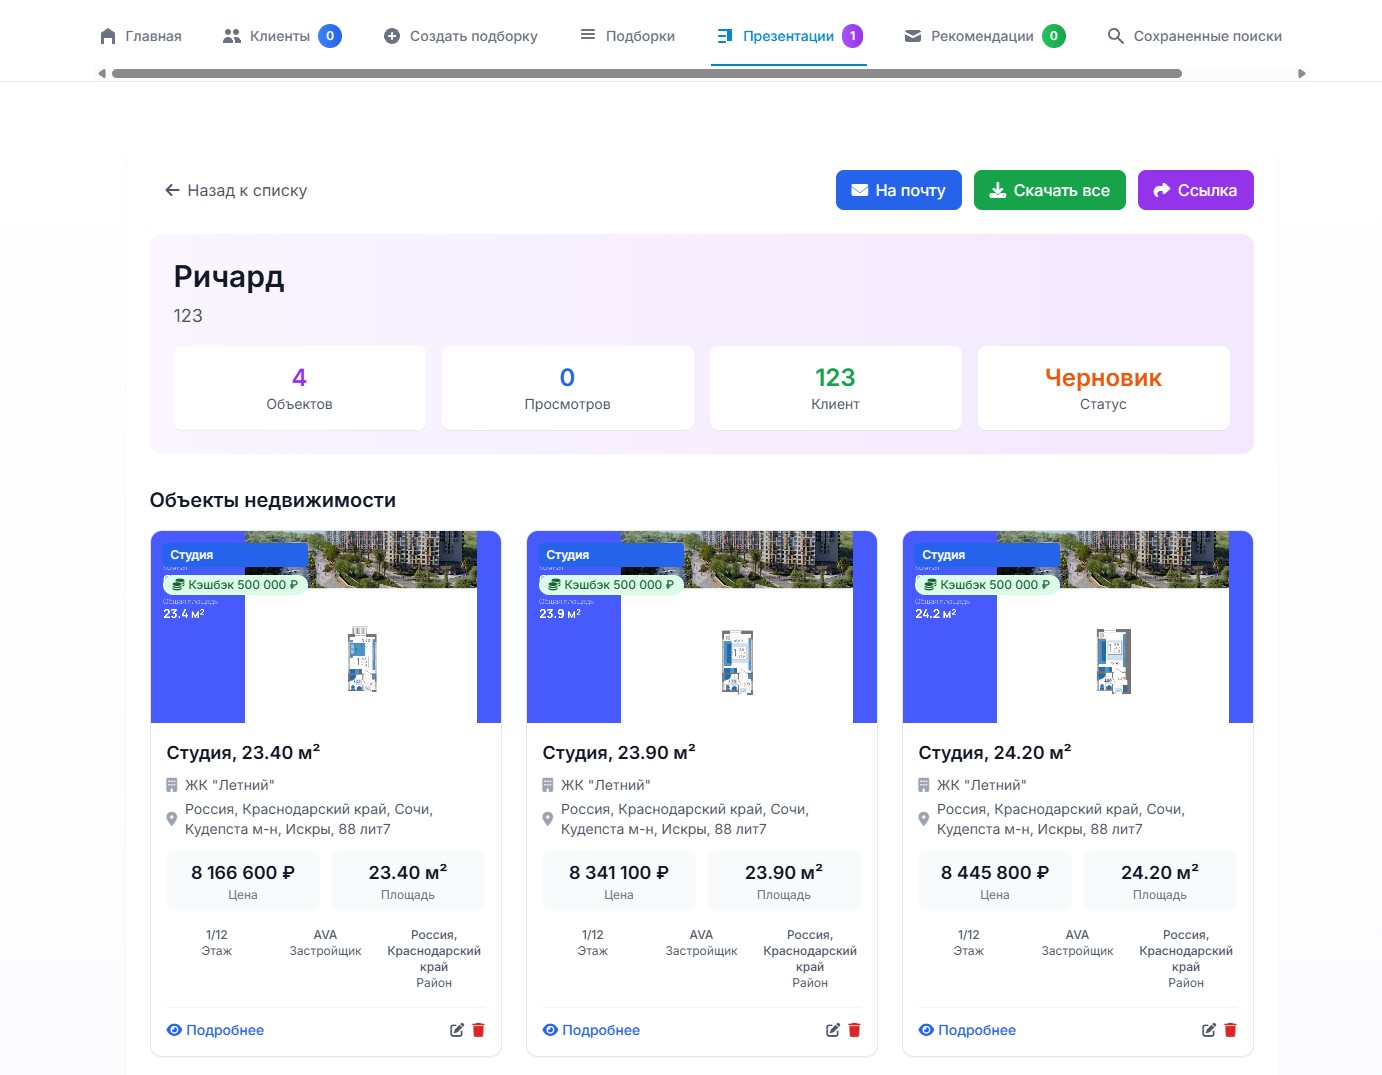 Главная
Клиенты 0
Создать подборку
Подборки
Презентации 1
Рекомендации 0
Сохраненные поиски
Назад к списку
На почту
Скачать все
Ссылка
Ричард
123
4
Объектов
0
Просмотров
123
Клиент
Черновик
Статус
Объекты недвижимости
Студия
Кэшбэк 500 000 ₽
Общая площадь
23.4 м²
Студия, 23.40 м²
ЖК "Летний"
Россия, Краснодарский край, Сочи,
Кудепста м-н, Искры, 88 лит7
8 166 600 ₽
Цена
23.40 м²
Площадь
1/12
Этаж
AVA
Застройщик
Россия,
Краснодарский
край
Район
Подробнее
Студия
Кэшбэк 500 000 ₽
Общая площадь
23.9 м²
Студия, 23.90 м²
ЖК "Летний"
Россия, Краснодарский край, Сочи,
Кудепста м-н, Искры, 88 лит7
8 341 100 ₽
Цена
23.90 м²
Площадь
1/12
Этаж
AVA
Застройщик
Россия,
Краснодарский
край
Район
Подробнее
Студия
Кэшбэк 500 000 ₽
Общая площадь
24.2 м²
Студия, 24.20 м²
ЖК "Летний"
Россия, Краснодарский край, Сочи,
Кудепста м-н, Искры, 88 лит7
8 445 800 ₽
Цена
24.20 м²
Площадь
1/12
Этаж
AVA
Застройщик
Россия,
Краснодарский
край
Район
Подробнее